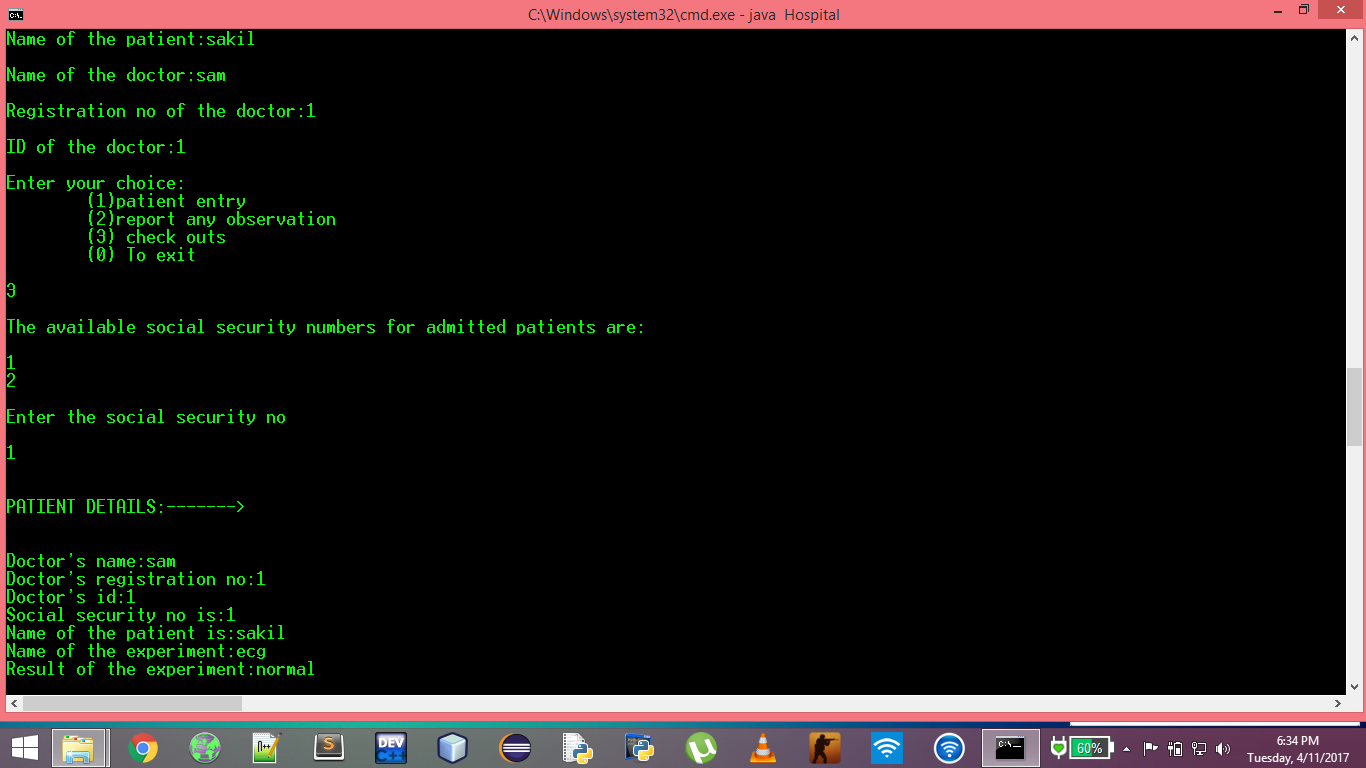 C:\Windows\system32\cmd.exe - java  Hospital
Name of the patient:sakil
Name of the doctor:sam
Registration no of the doctor:1
ID of the doctor:1
Enter your choice:
(1)patient entry
(2)report any observation
(3) check outs
(0) To exit
3
The available social security numbers for admitted patients are:
1
2
Enter the social security no
1
PATIENT DETAILS:------->
Doctor's name:sam
Doctor's registration no:1
Doctor's id:1
Social security no is:1
Name of the patient is:sakil
Name of the experiment:ecg
Result of the experiment:normal
DEV
C++
60%
6:34 PM
Tuesday, 4/11/2017